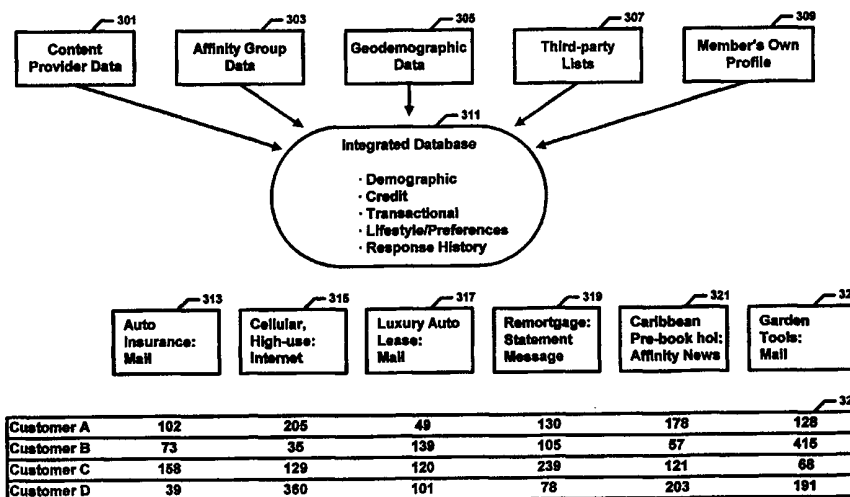 301
303
305
307
309
Content
Provider Data
Affinity Group
Data
Geodemographic
Data
Third-party
Lists
Member's Own
Profile
311
Integrated Database
· Demographic
· Credit
· Transactional
· Lifestyle/Preferences
· Response History
313
315
317
319
321
Auto
Insurance:
Mail
Cellular,
High-use:
Internet
Luxury Auto
Lease:
Mail
Remortgage:
Statement
Message
Caribbean
Pre-book hol:
Affinity News
Garden
Tools:
Mail
Customer A 102 205 49 130 178 128
Customer B 73 35 139 105 57 415
Customer C 158 129 120 239 121 68
Customer D 39 360 101 78 203 191